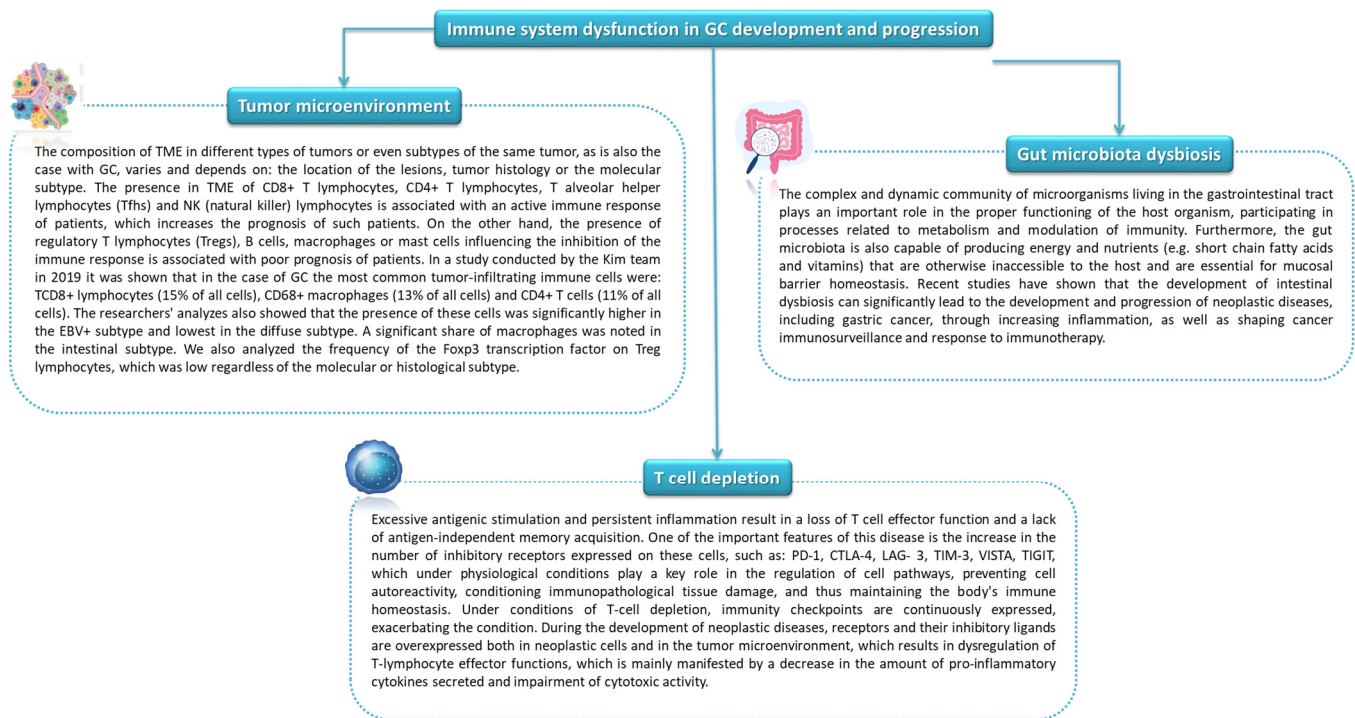 Immune system dysfunction in GC development and progression
Tumor microenvironment
The composition of TME in different types of tumors or even subtypes of the same tumor, as is also the
case with GC, varies and depends on: the location of the lesions, tumor histology or the molecular
subtype. The presence in TME of CD8+ T lymphocytes, CD4+ T lymphocytes, T alveolar helper
lymphocytes (Tfhs) and NK (natural killer) lymphocytes is associated with an active immune response
of patients, which increases the prognosis of such patients. On the other hand, the presence of
regulatory T lymphocytes (Tregs), B cells, macrophages or mast cells influencing the inhibition of the
immune response is associated with poor prognosis of patients. In a study conducted by the Kim team
in 2019 it was shown that in the case of GC the most common tumor-infiltrating immune cells were:
TCD8+ lymphocytes (15% of all cells), CD68+ macrophages (13% of all cells) and CD4+ T cells (11% of all
cells). The researchers' analyzes also showed that the presence of these cells was significantly higher in
the EBV+ subtype and lowest in the diffuse subtype. A significant share of macrophages was noted in
the intestinal subtype. We also analyzed the frequency of the Foxp3 transcription factor on Treg
lymphocytes, which was low regardless of the molecular or histological subtype.
Gut microbiota dysbiosis
The complex and dynamic community of microorganisms living in the gastrointestinal tract
plays an important role in the proper functioning of the host organism, participating in
processes related to metabolism and modulation of immunity. Furthermore, the gut
microbiota is also capable of producing energy and nutrients (e.g. short chain fatty acids
and vitamins) that are otherwise inaccessible to the host and are essential for mucosal
barrier homeostasis. Recent studies have shown that the development of intestinal
dysbiosis can significantly lead to the development and progression of neoplastic diseases,
including gastric cancer, through increasing inflammation, as well as shaping cancer
immunosurveillance and response to immunotherapy.
T cell depletion
Excessive antigenic stimulation and persistent inflammation result in a loss of T cell effector function and a lack
of antigen-independent memory acquisition. One of the important features of this disease is the increase in the
number of inhibitory receptors expressed on these cells, such as: PD-1, CTLA-4, LAG- 3, TIM-3, VISTA, TIGIT,
which under physiological conditions play a key role in the regulation of cell pathways, preventing cell
autoreactivity, conditioning immunopathological tissue damage, and thus maintaining the body's immune
homeostasis. Under conditions of T-cell depletion, immunity checkpoints are continuously expressed,
exacerbating the condition. During the development of neoplastic diseases, receptors and their inhibitory ligands
are overexpressed both in neoplastic cells and in the tumor microenvironment, which results in dysregulation of
T-lymphocyte effector functions, which is mainly manifested by a decrease in the amount of pro-inflammatory
cytokines secreted and impairment of cytotoxic activity.